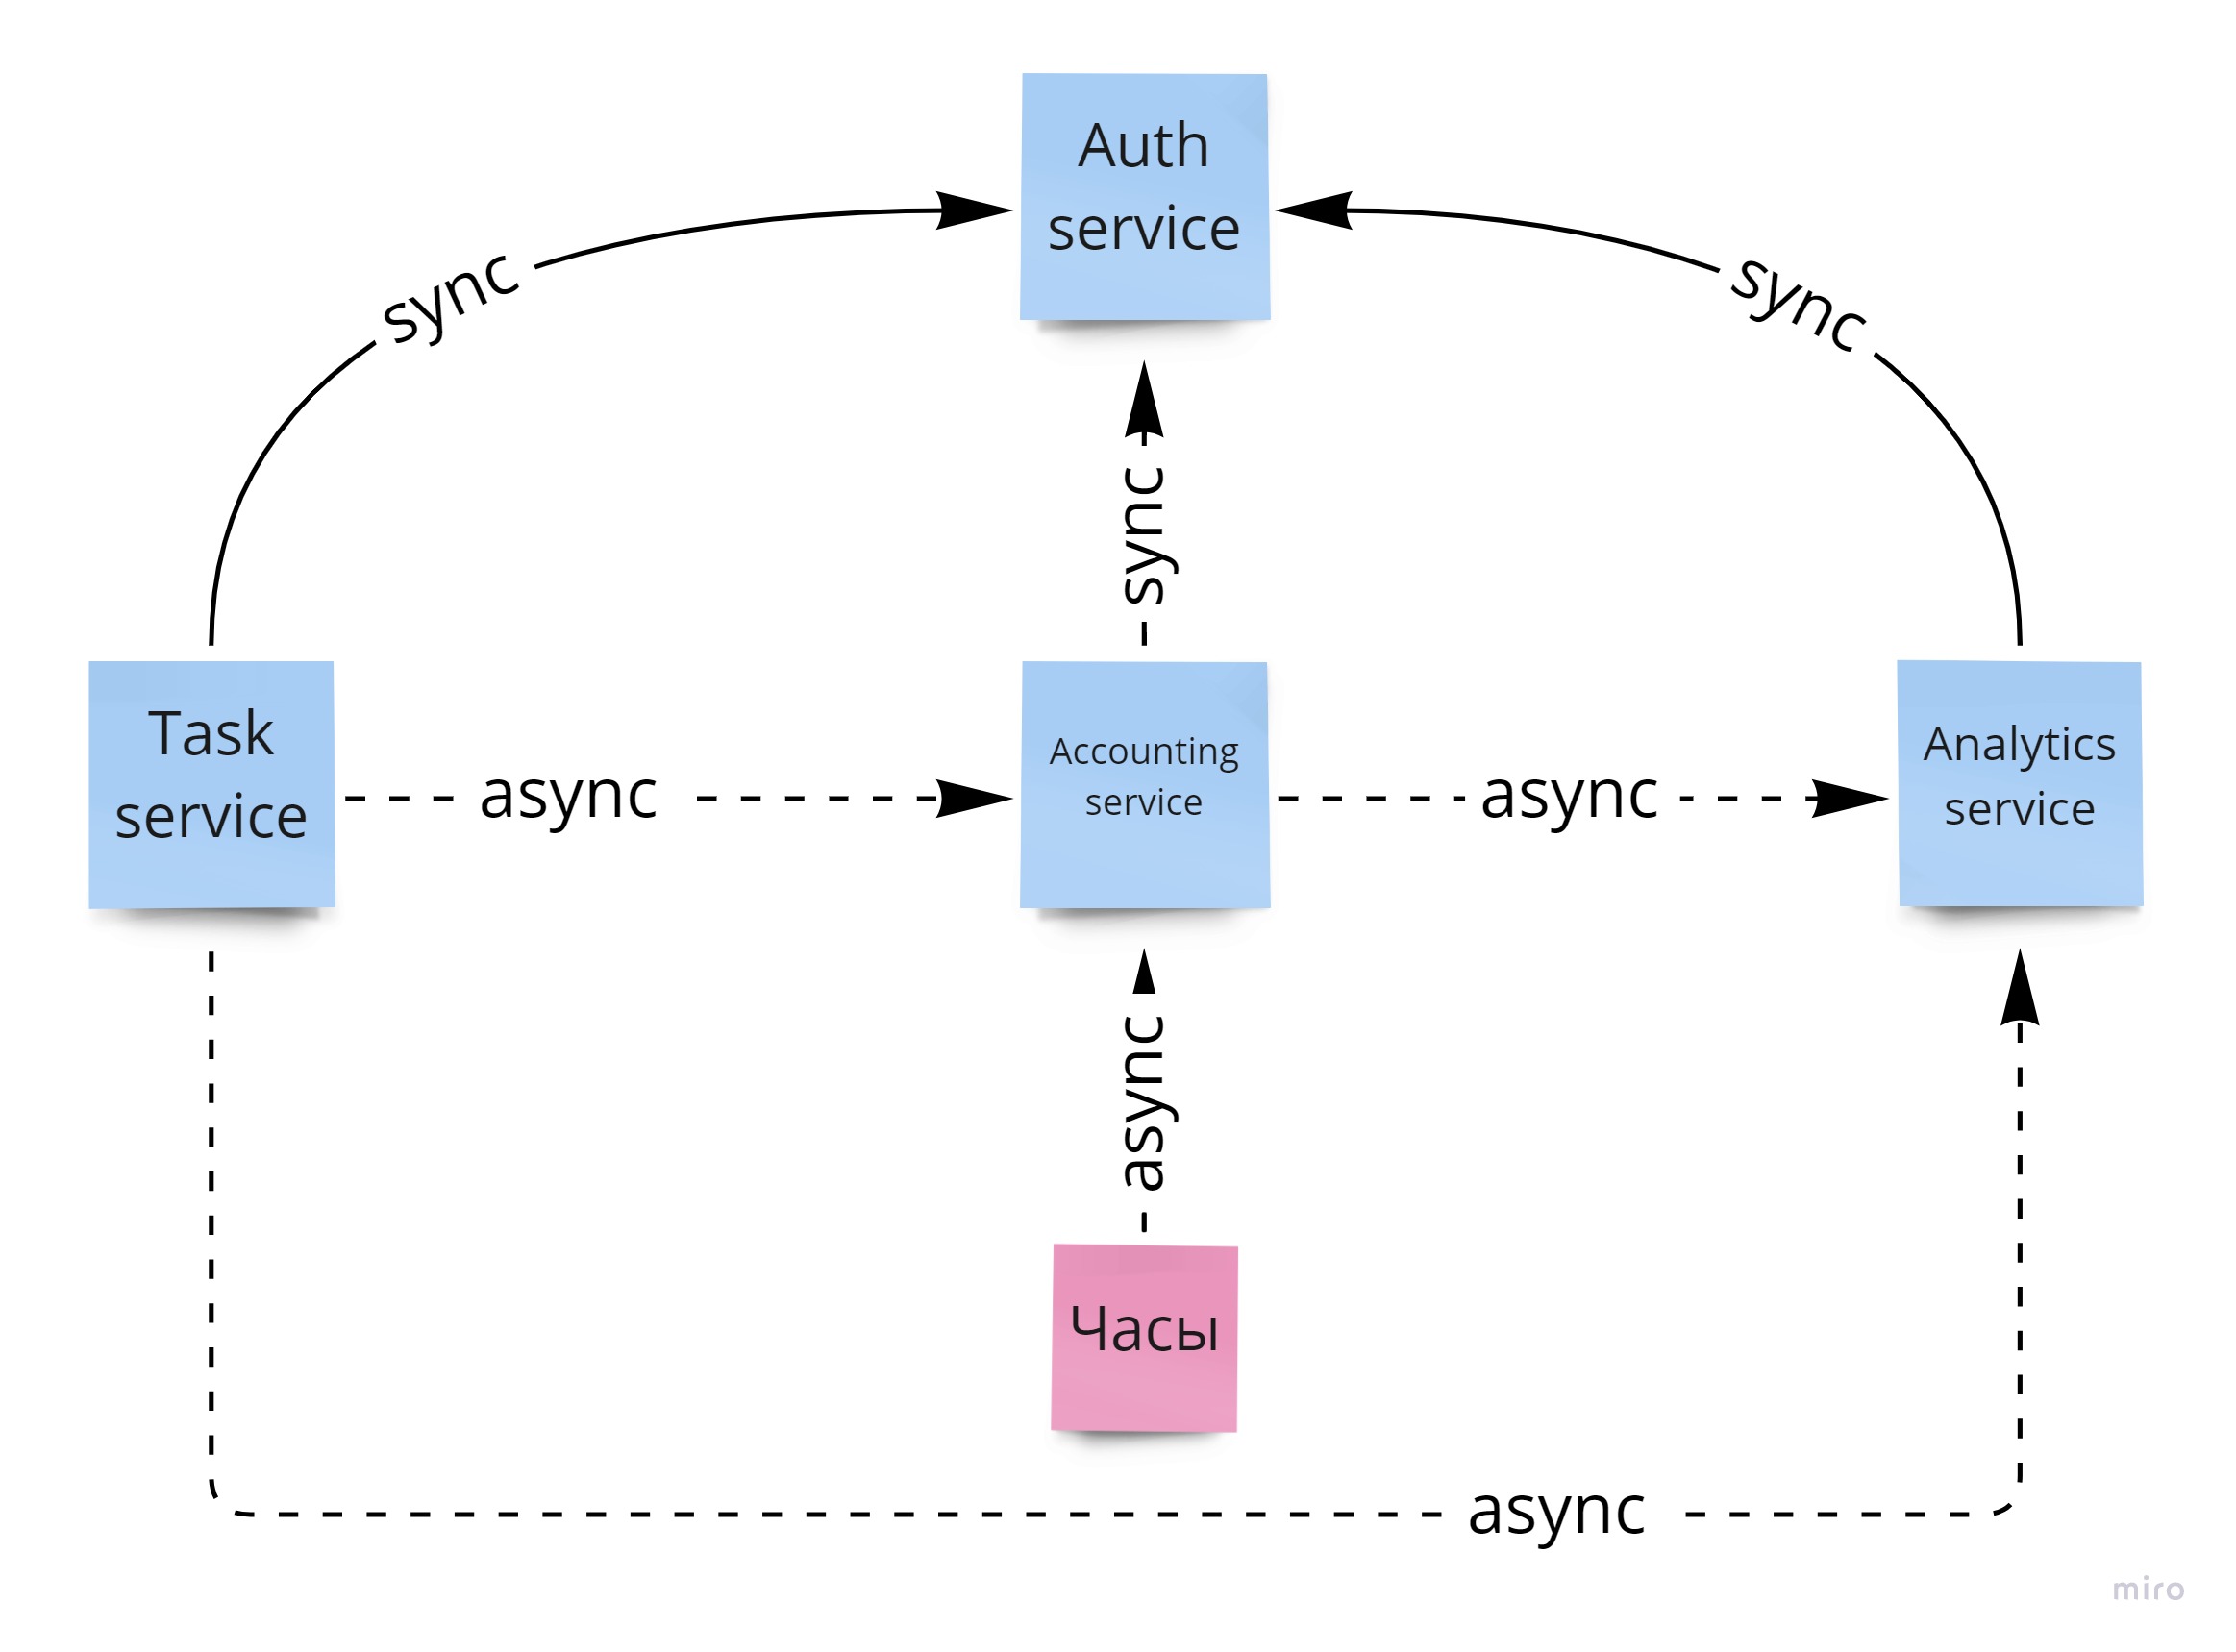 Auth
service
sync
sync
sync
Task
service
async
Accounting
service
async
Analytics
service
async
Часы
async
miro